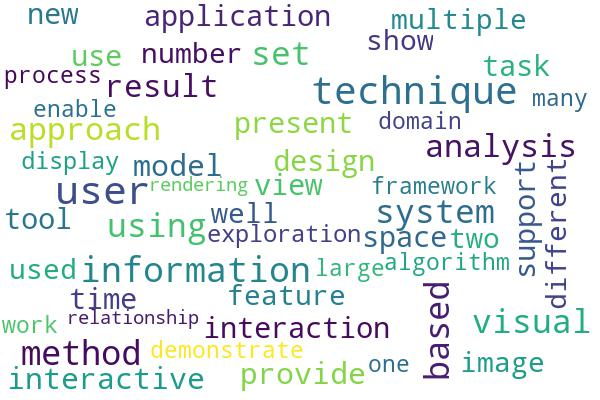 new
application
multiple
show
use
number
set
task
process
result
technique
many
enable
approach
present
domain
analysis
display
model
design
user
rendering
view
framework
support
different
tool
using
well
system
exploration
space
two
used
information
large
algorithm
time
feature
work
relationship
interaction
based
visual
method
demonstrate
one
image
interactive
provide